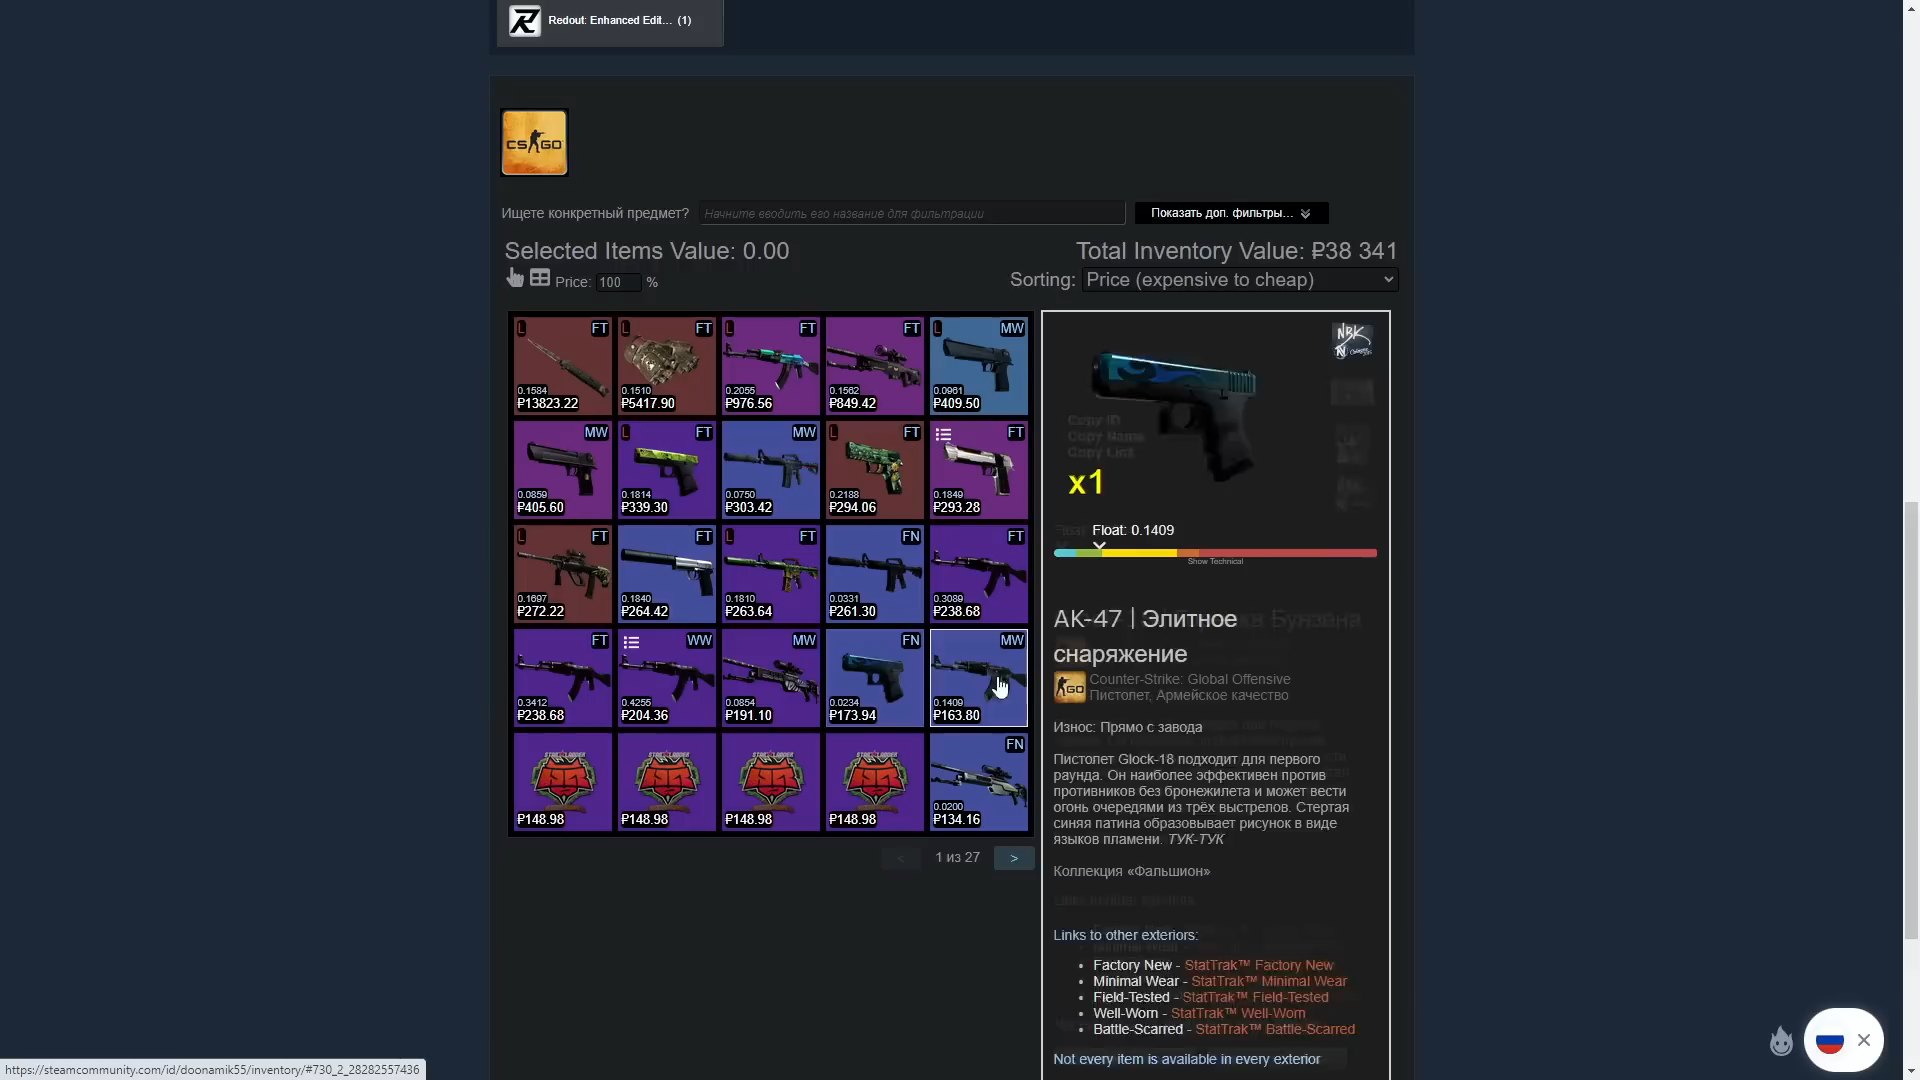 Redout: Enhanced Edit... (1)
CS GO
Ищете конкретный предмет?
Начните вводить его название для фильтрации
Показать доп. фильтры...
Selected Items Value: 0.00
Total Inventory Value: ₽38 341
Price: 100 %
Sorting: Price (expensive to cheap)
L FT 0.1584 ₽13823.22
L FT 0.1510 ₽5417.90
L FT 0.2055 ₽976.56
FT 0.1562 ₽849.42
L MW 0.0961 ₽409.50
MW 0.0859 ₽405.60
L FT 0.1814 ₽339.30
MW 0.0750 ₽303.42
L FT 0.2188 ₽294.06
FT 0.1849 ₽293.28
L FT 0.1697 ₽272.22
FT 0.1840 ₽264.42
L FT 0.1810 ₽263.64
FN 0.0331 ₽261.30
FT 0.3089 ₽238.68
FT 0.3412 ₽238.68
WW 0.4255 ₽204.36
MW 0.0854 ₽191.10
FN 0.0234 ₽173.94
MW 0.1409 ₽163.80
₽148.98
₽148.98
₽148.98
₽148.98
FN 0.0200 ₽134.16
< 1 из 27 >
NBK
Copy ID
Copy Name
Copy Link
x1
Float: 0.1409
Show Technical
АК-47 | Элитное
снаряжение
Counter-Strike: Global Offensive
Пистолет, Армейское качество
Износ: Прямо с завода
Пистолет Glock-18 подходит для первого
раунда. Он наиболее эффективен против
противников без бронежилета и может вести
огонь очередями из трёх выстрелов. Стертая
синяя патина образовывает рисунок в виде
языков пламени. ТУК-ТУК
Коллекция «Фальшион»
Links to other exteriors:
Factory New - StatTrak™ Factory New
Minimal Wear - StatTrak™ Minimal Wear
Field-Tested - StatTrak™ Field-Tested
Well-Worn - StatTrak™ Well-Worn
Battle-Scarred - StatTrak™ Battle-Scarred
Not every item is available in every exterior
https://steamcommunity.com/id/doonamik55/inventory/#730_2_28282557436